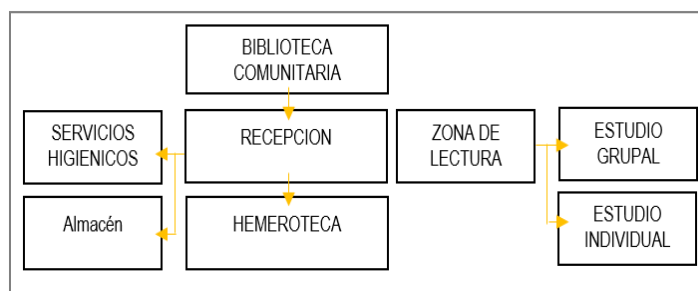 BIBLIOTECA
COMUNITARIA
SERVICIOS
HIGIENICOS
RECEPCION
ZONA DE
LECTURA
ESTUDIO
GRUPAL
Almacén
HEMEROTECA
ESTUDIO
INDIVIDUAL